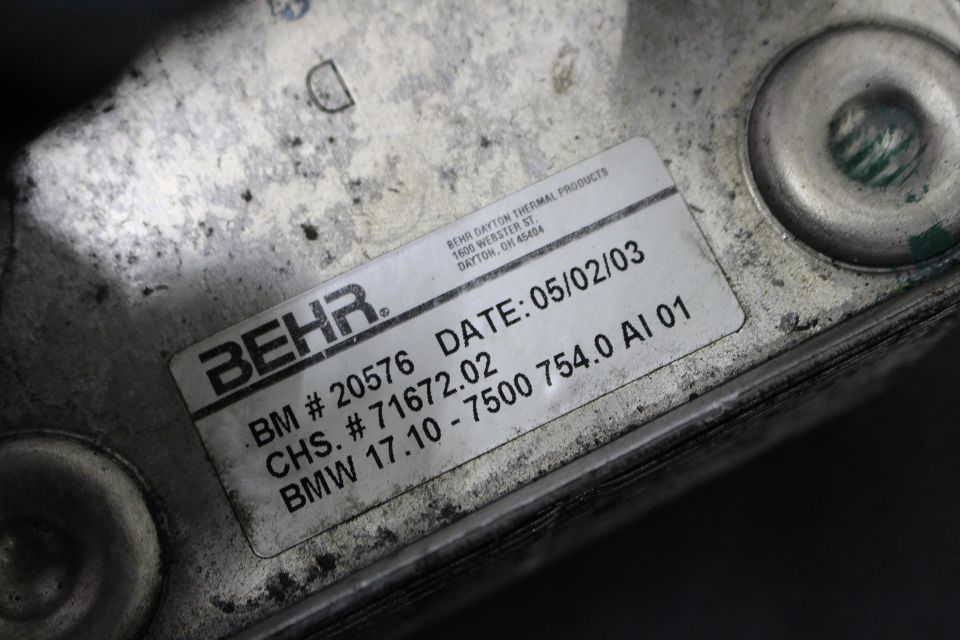 D
BEHR DAYTON THERMAL PRODUCTS
1600 WEBSTER ST.
DAYTON, OH 45404
BEHR®
BM # 20576 DATE: 05/02/03
CHS. # 71672.02
BMW 17.10 - 7500 754.0 AI 01